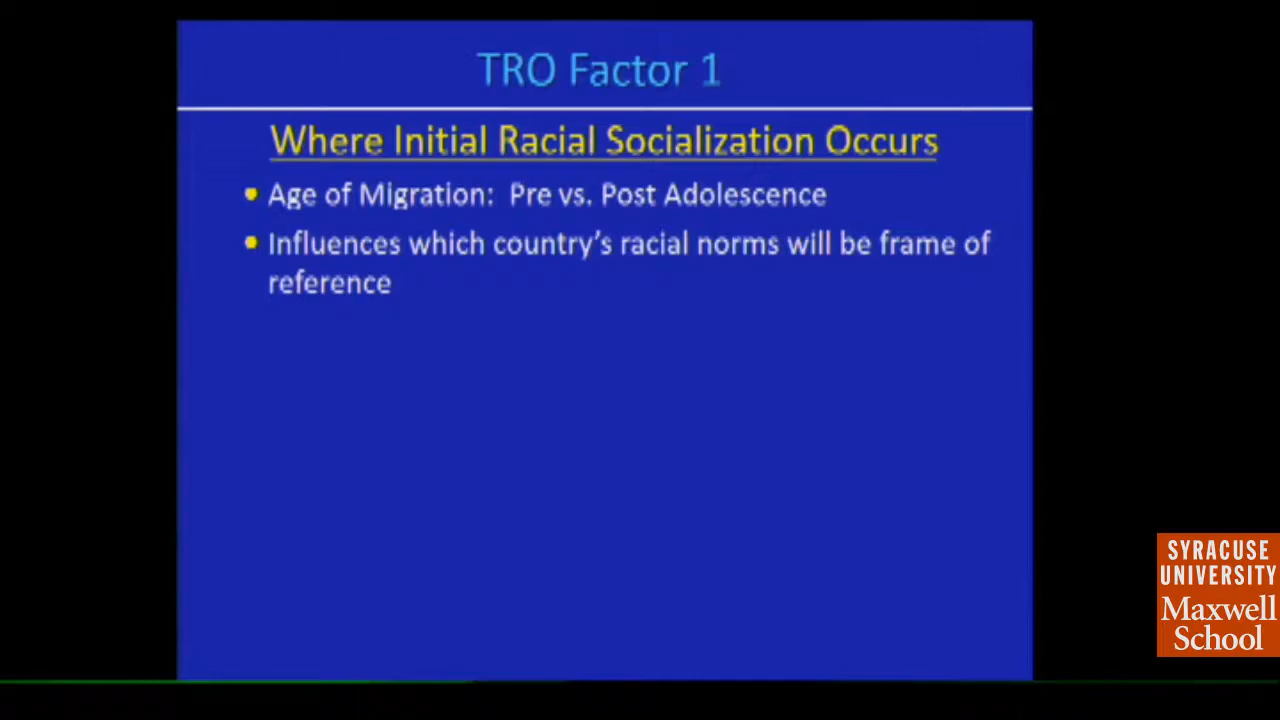 TRO Factor 1
Where Initial Racial Socialization Occurs
• Age of Migration: Pre vs. Post Adolescence
• Influences which country's racial norms will be frame of
reference
SYRACUSE
UNIVERSITY
Maxwell
School